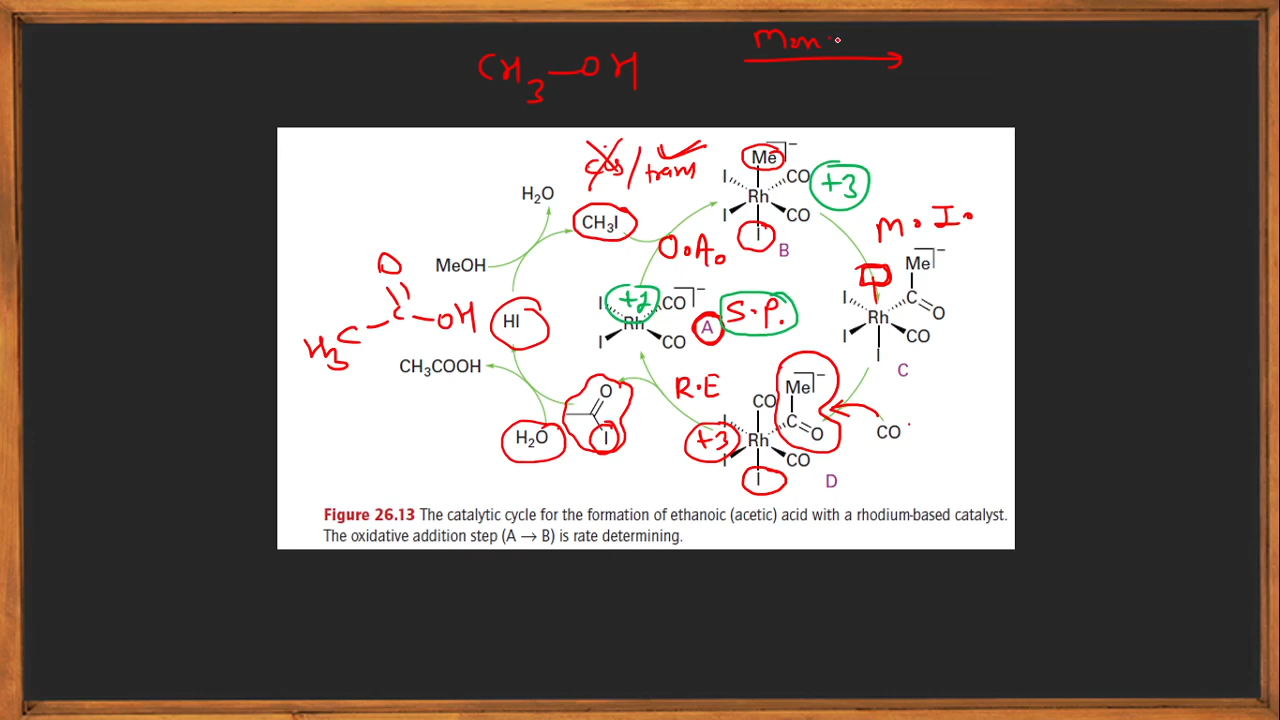 CH3-OH
Mon
cis/trans
Me
I
CO
+3
Rh
I
CO
I
B
H2O
CH3I
O.A.
M.I.
MeOH
Me
I
C
O
Rh
I
CO
I
C
I
+1
CO
Rh
I
CO
A
S.P.
O
C
H3C
OH
HI
CH3COOH
R.E
O
I
H2O
CO
Me
I
C
O
+3
Rh
I
CO
I
D
CO
Figure 26.13 The catalytic cycle for the formation of ethanoic (acetic) acid with a rhodium-based catalyst.
The oxidative addition step (A → B) is rate determining.